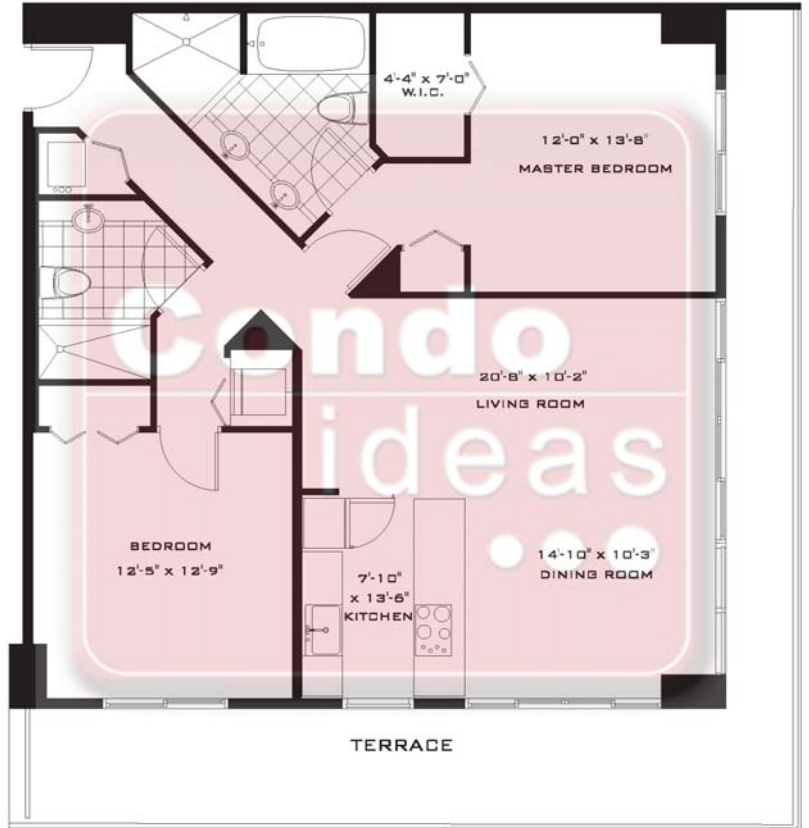 4'-4" x 7'-0"
W.I.C.
12'-0" x 13'-8"
MASTER BEDROOM
Condo
ideas
20'-8" x 10'-2"
LIVING ROOM
BEDROOM
12'-5" x 12'-9"
7'-10"
x 13'-6"
KITCHEN
14'-10" x 10'-3"
DINING ROOM
TERRACE